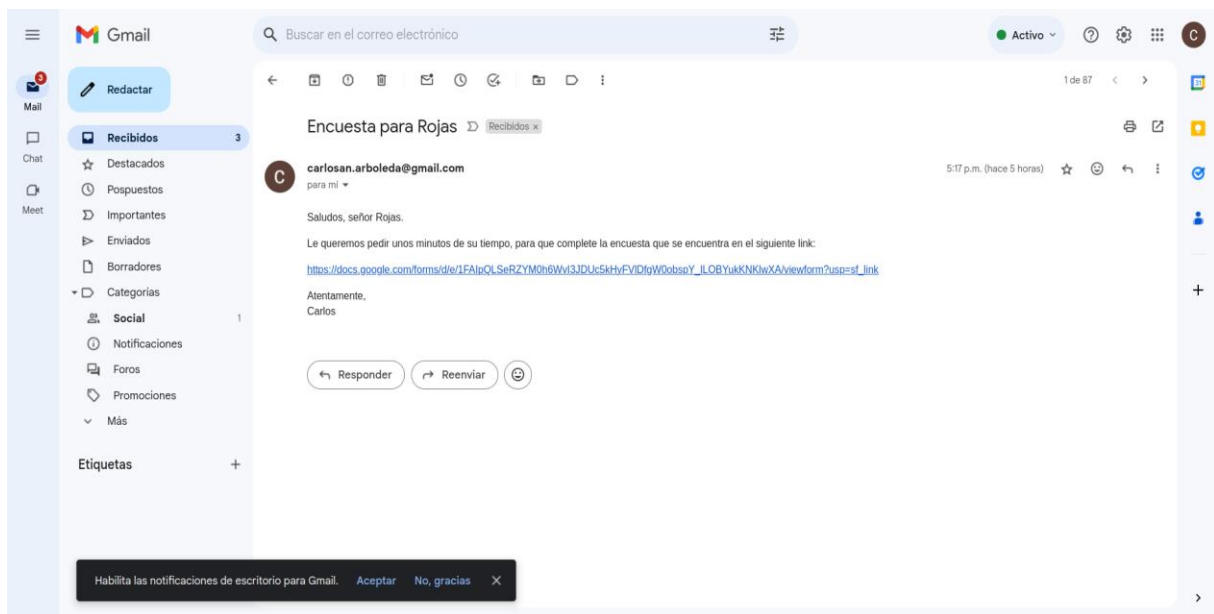 Gmail
Buscar en el correo electrónico
Activo
C
3
Mail
Chat
Meet
Redactar
Recibidos 3
Destacados
Pospuestos
Importantes
Enviados
Borradores
Categorías
Social 1
Notificaciones
Foros
Promociones
Más
Etiquetas
1 de 87
31
Encuesta para Rojas Recibidos x
C
carlosan.arboleda@gmail.com 5:17 p.m. (hace 5 horas)
para mí
Saludos, señor Rojas.
Le queremos pedir unos minutos de su tiempo, para que complete la encuesta que se encuentra en el siguiente link:
https://docs.google.com/forms/d/e/1FAIpQLSeRZYM0h6WvI3JDUc5kHyFVlDfgW0obspY_ILOBYukKNKlwXA/viewform?usp=sf_link
Atentamente,
Carlos
Responder Reenviar
Habilita las notificaciones de escritorio para Gmail. Aceptar No, gracias